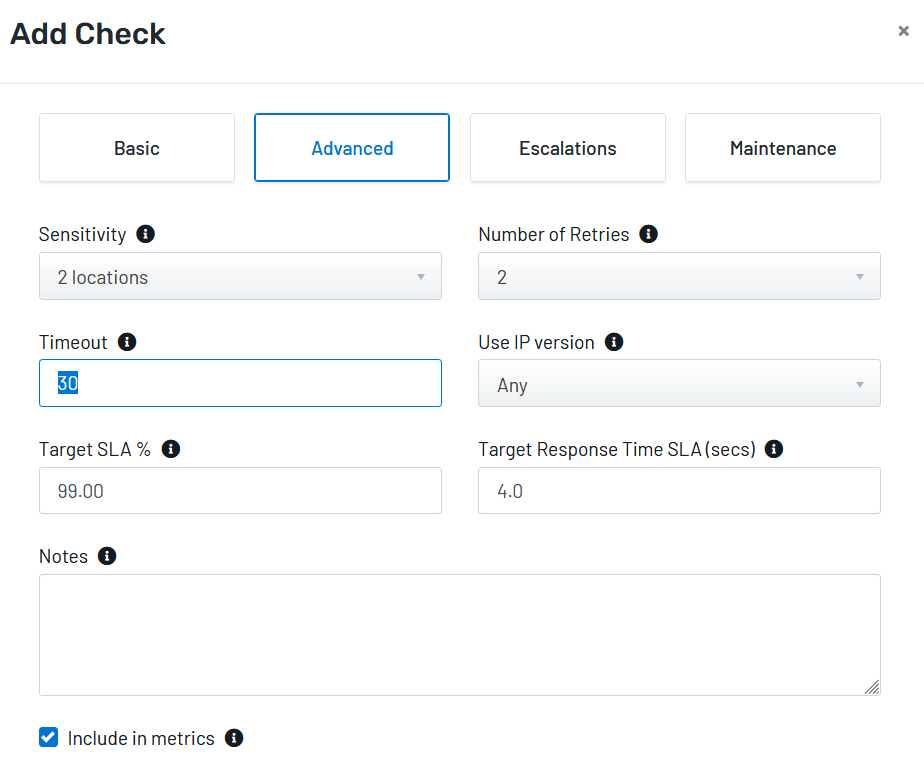 Add Check
×
Basic
Advanced
Escalations
Maintenance
Sensitivity
Number of Retries
2 locations
2
Timeout
Use IP version
30
Any
Target SLA %
Target Response Time SLA (secs)
99.00
4.0
Notes
Include in metrics